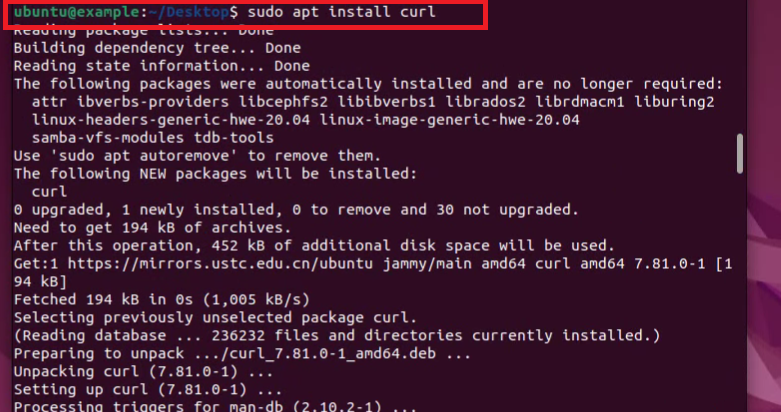 ubuntu@example:~/Desktop$ sudo apt install curl
Reading package lists... Done
Building dependency tree... Done
Reading state information... Done
The following packages were automatically installed and are no longer required:
  attr ibverbs-providers libcephfs2 libibverbs1 librados2 librdmacm1 liburing2
  linux-headers-generic-hwe-20.04 linux-image-generic-hwe-20.04
  samba-vfs-modules tdb-tools
Use 'sudo apt autoremove' to remove them.
The following NEW packages will be installed:
  curl
0 upgraded, 1 newly installed, 0 to remove and 30 not upgraded.
Need to get 194 kB of archives.
After this operation, 452 kB of additional disk space will be used.
Get:1 https://mirrors.ustc.edu.cn/ubuntu jammy/main amd64 curl amd64 7.81.0-1 [1
94 kB]
Fetched 194 kB in 0s (1,005 kB/s)
Selecting previously unselected package curl.
(Reading database ... 236232 files and directories currently installed.)
Preparing to unpack .../curl_7.81.0-1_amd64.deb ...
Unpacking curl (7.81.0-1) ...
Setting up curl (7.81.0-1) ...
Processing triggers for man-db (2.10.2-1) ...